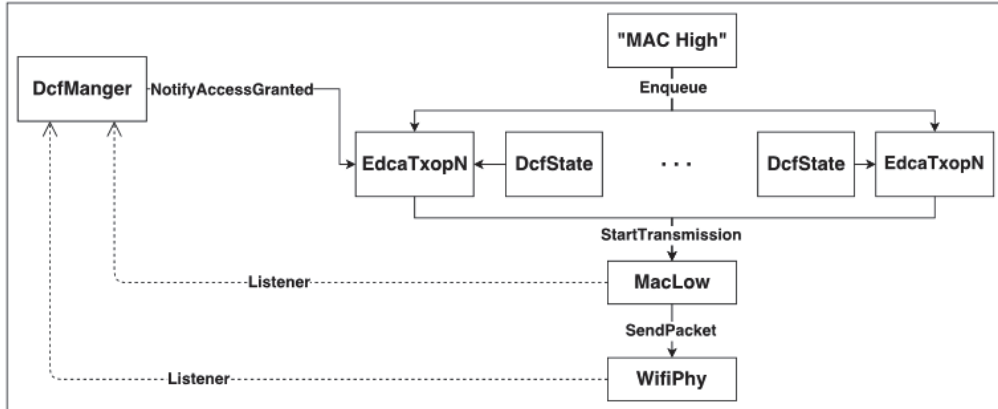 "MAC High"
DcfManger
NotifyAccessGranted
Enqueue
EdcaTxopN
DcfState
. . .
DcfState
EdcaTxopN
StartTransmission
Listener
MacLow
SendPacket
Listener
WifiPhy